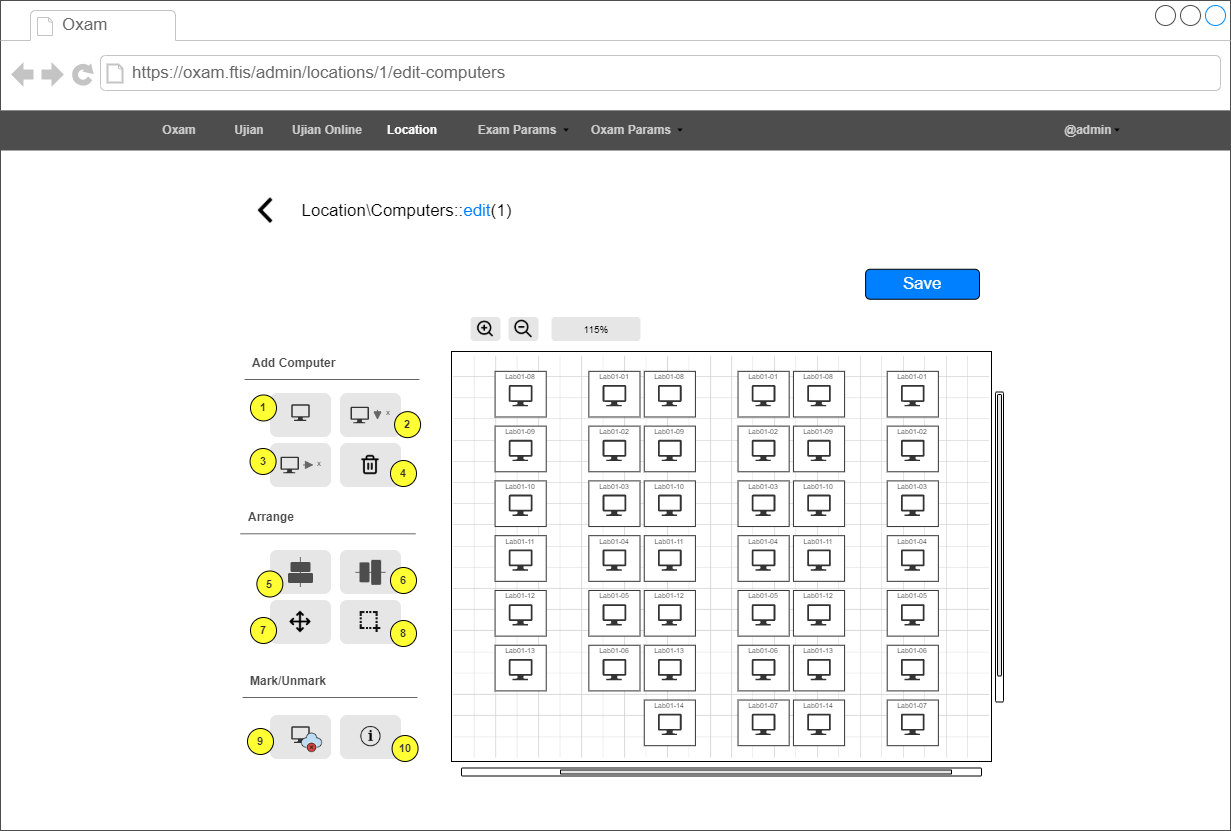 Oxam
https://oxam.ftis/admin/locations/1/edit-computers
Oxam Ujian Ujian Online Location Exam Params Oxam Params @admin
Location\Computers::edit(1)
Save
115%
Add Computer
1
2
x
3
x
4
Arrange
5
6
7
8
Mark/Unmark
9
10
Lab01-08 Lab01-01 Lab01-08 Lab01-01 Lab01-08 Lab01-01
Lab01-09 Lab01-02 Lab01-09 Lab01-02 Lab01-09 Lab01-02
Lab01-10 Lab01-03 Lab01-10 Lab01-03 Lab01-10 Lab01-03
Lab01-11 Lab01-04 Lab01-11 Lab01-04 Lab01-11 Lab01-04
Lab01-12 Lab01-05 Lab01-12 Lab01-05 Lab01-12 Lab01-05
Lab01-13 Lab01-06 Lab01-13 Lab01-06 Lab01-13 Lab01-06
Lab01-14 Lab01-07 Lab01-14 Lab01-07